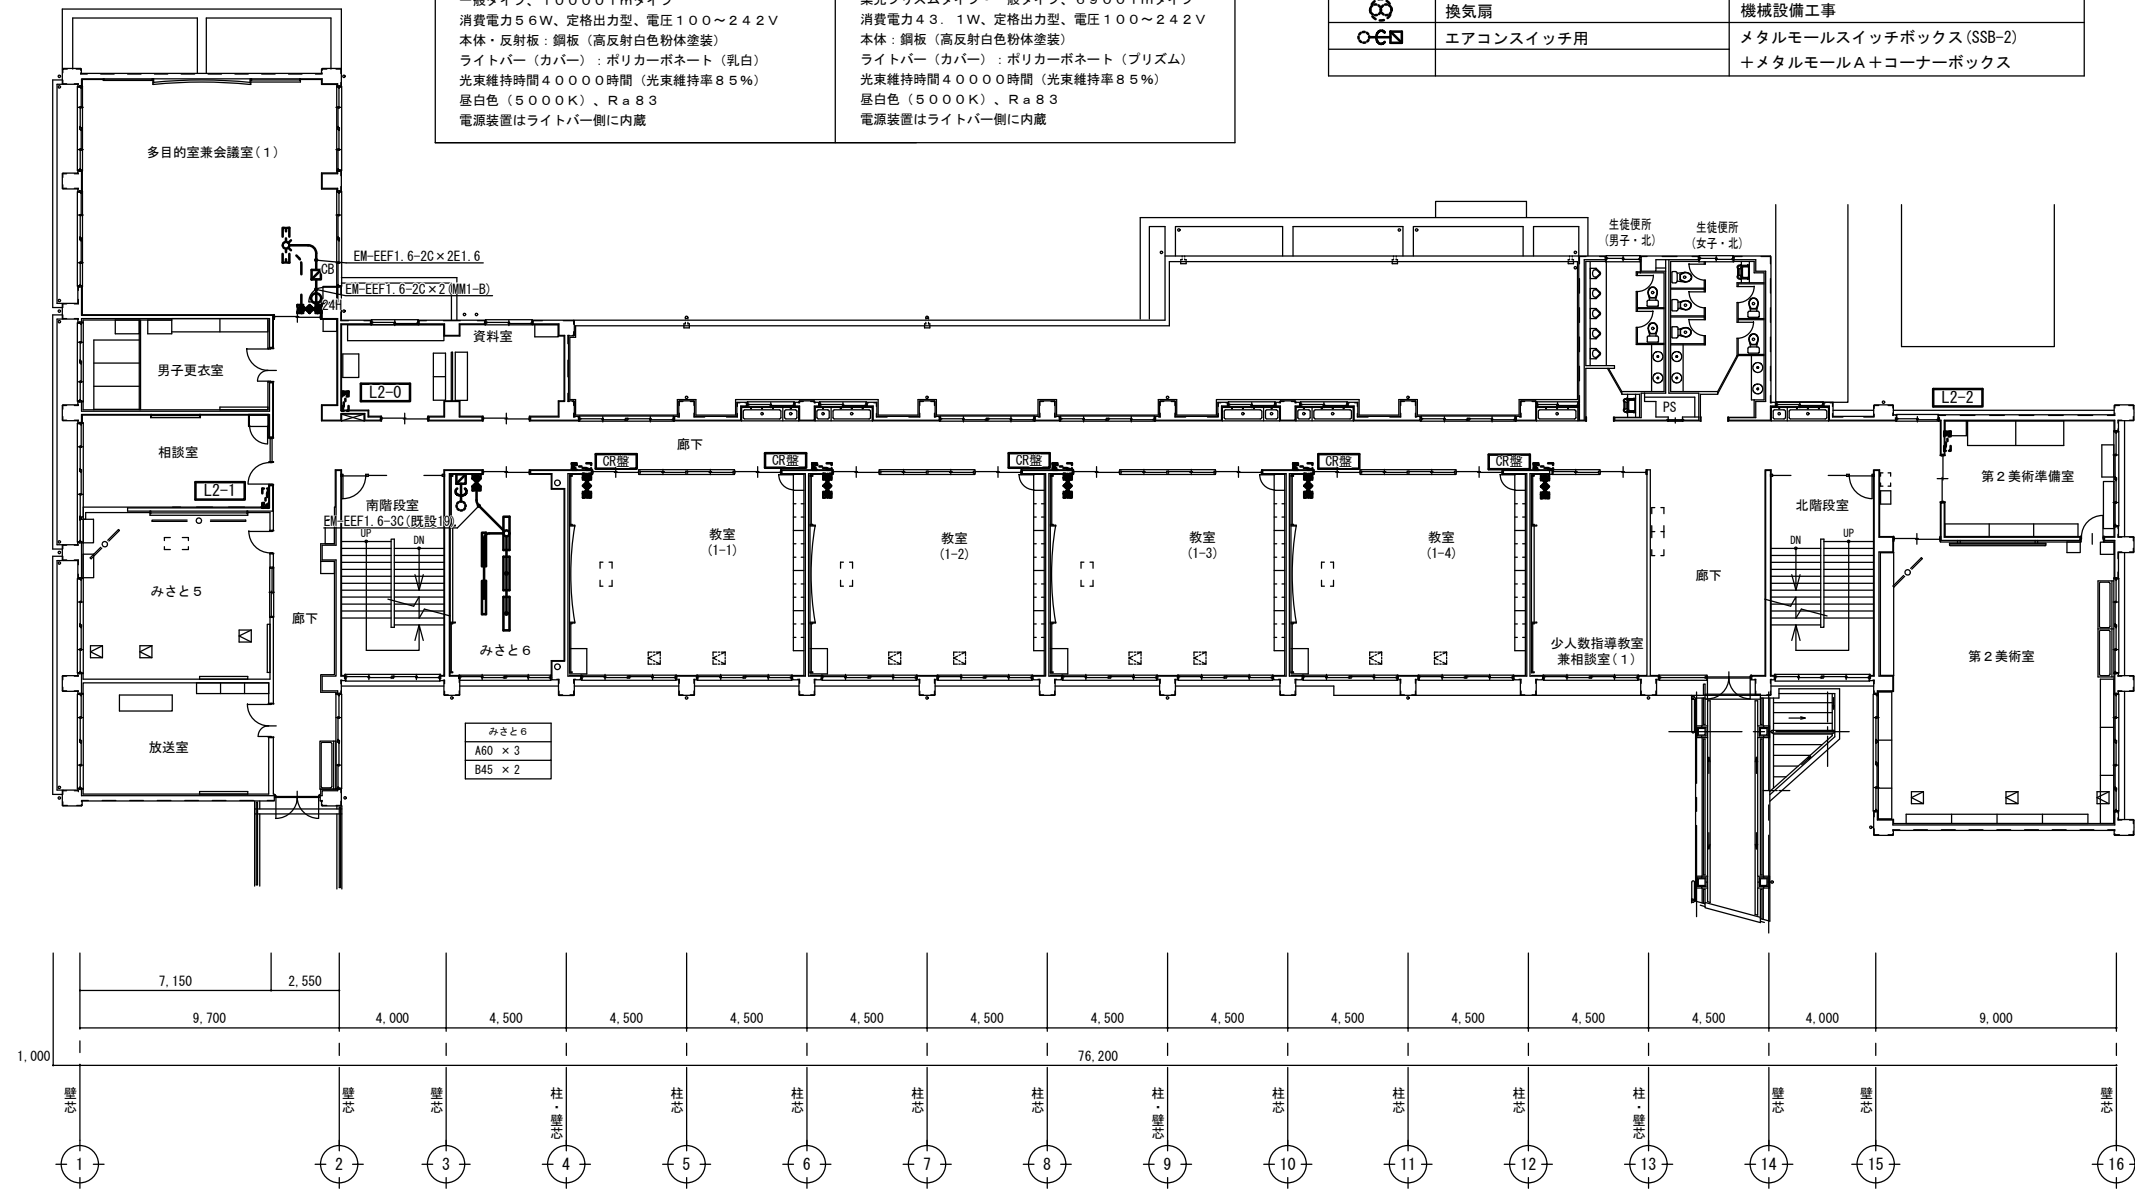 一般タイプ、１００００ｌｍタイプ
消費電力５６Ｗ、定格出力型、電圧１００～２４２Ｖ
本体・反射板：鋼板（高反射白色粉体塗装）
ライトバー（カバー）：ポリカーボネート（乳白）
光束維持時間４００００時間（光束維持率８５％）
昼白色（５０００Ｋ）、Ｒａ８３
電源装置はライトバー側に内蔵
消費電力４３．１Ｗ、定格出力型、電圧１００～２４２Ｖ
本体：鋼板（高反射白色粉体塗装）
ライトバー（カバー）：ポリカーボネート（プリズム）
光束維持時間４００００時間（光束維持率８５％）
昼白色（５０００Ｋ）、Ｒａ８３
電源装置はライトバー側に内蔵
換気扇
機械設備工事
エアコンスイッチ用
メタルモールスイッチボックス(SSB-2)
＋メタルモールＡ＋コーナーボックス
多目的室兼会議室(１)
EM-EEF1.6-2C×2E1.6
CB
EM-EEF1.6-2C×2(MM1-B)
24H
生徒便所
(男子・北)
生徒便所
(女子・北)
資料室
男子更衣室
L2-0
PS
L2-2
廊下
相談室
CR盤
CR盤
CR盤
CR盤
CR盤
第２美術準備室
L2-1
南階段室
EM-EEF1.6-3C(既設19)
UP
DN
教室
(1-1)
教室
(1-2)
教室
(1-3)
教室
(1-4)
北階段室
DN
UP
廊下
みさと５
廊下
みさと６
少人数指導教室
兼相談室(１)
第２美術室
放送室
みさと６
A60 × 3
B45 × 2
7,150
2,550
9,700
4,000
4,500
4,500
4,500
4,500
4,500
4,500
4,500
4,500
4,500
4,500
4,500
4,000
9,000
1,000
76,200
壁芯
壁芯
壁芯
柱・壁芯
柱芯
柱芯
柱芯
柱芯
柱・壁芯
柱芯
柱芯
柱芯
柱・壁芯
壁芯
壁芯
壁芯
1
2
3
4
5
6
7
8
9
10
11
12
13
14
15
16